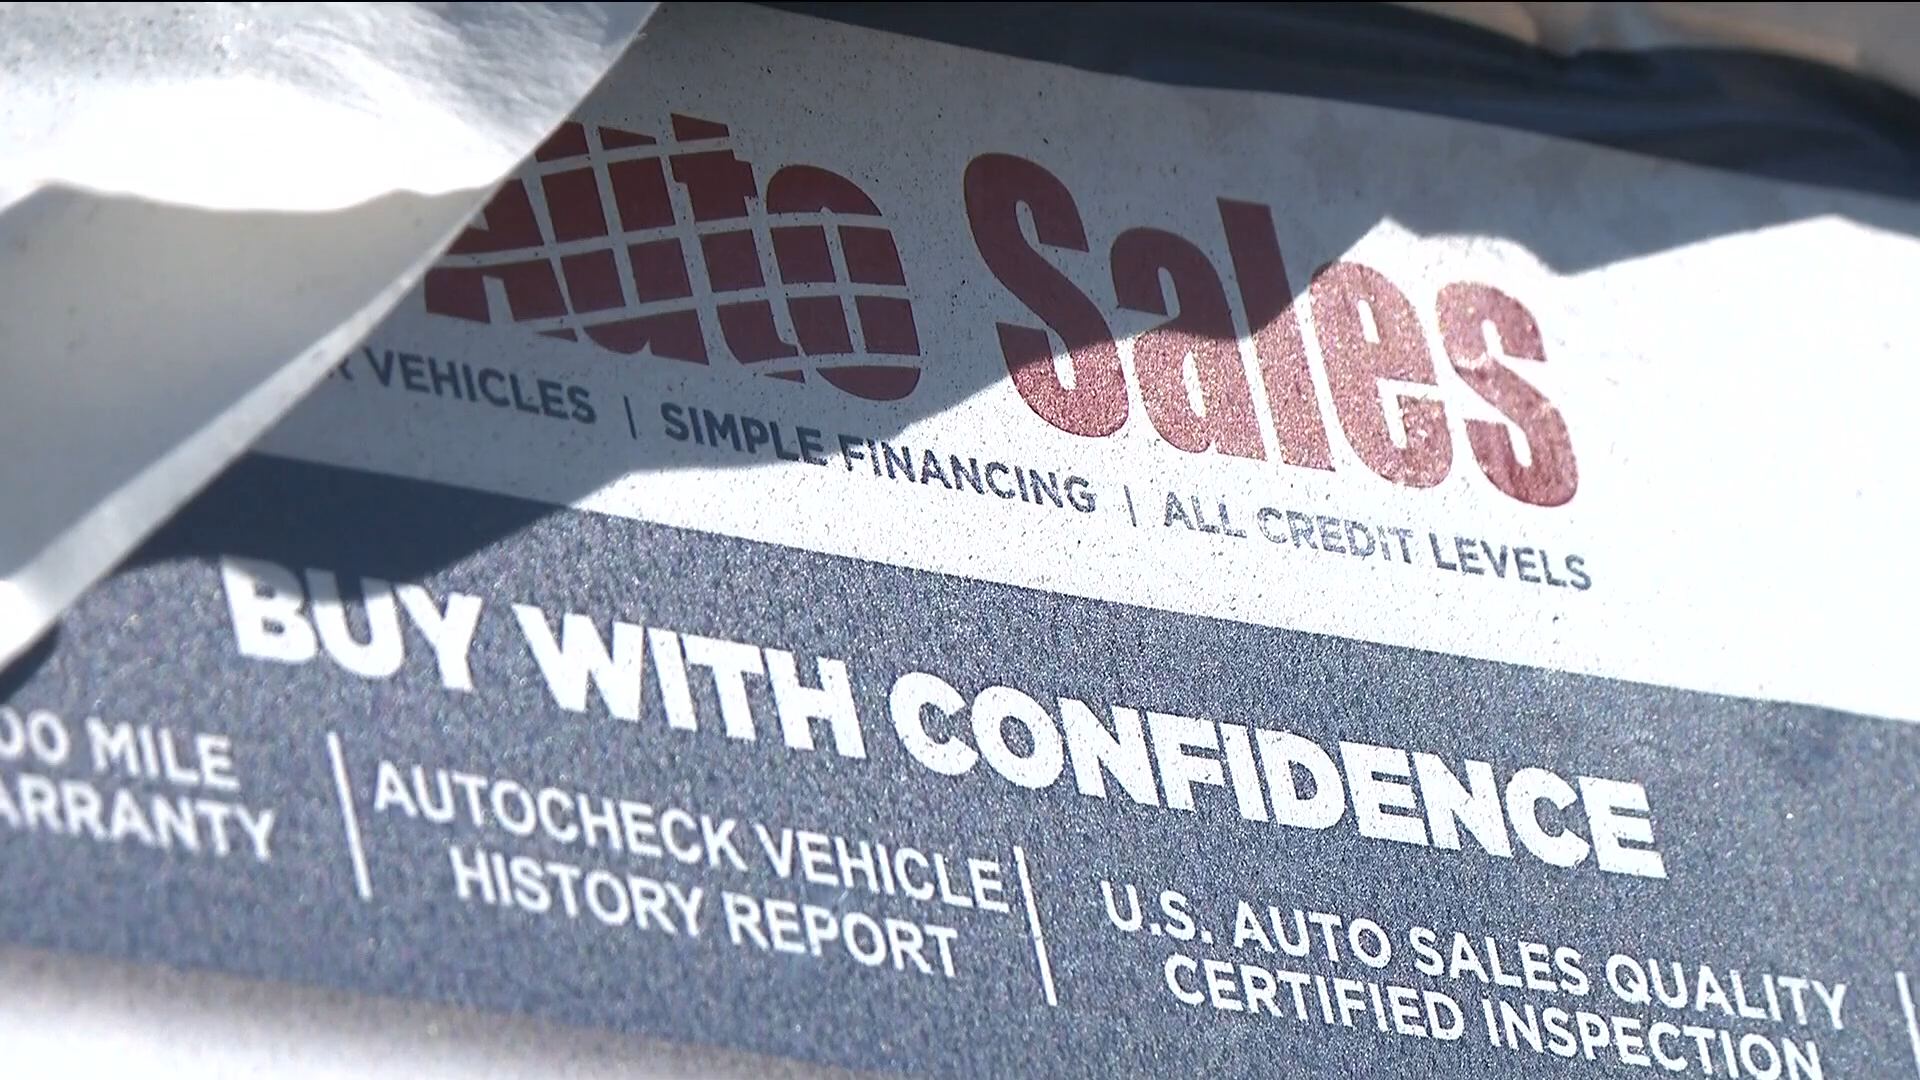 Auto Sales
VEHICLES | SIMPLE FINANCING | ALL CREDIT LEVELS
BUY WITH CONFIDENCE
00 MILE
ARRANTY
AUTOCHECK VEHICLE
HISTORY REPORT
U.S. AUTO SALES QUALITY
CERTIFIED INSPECTION